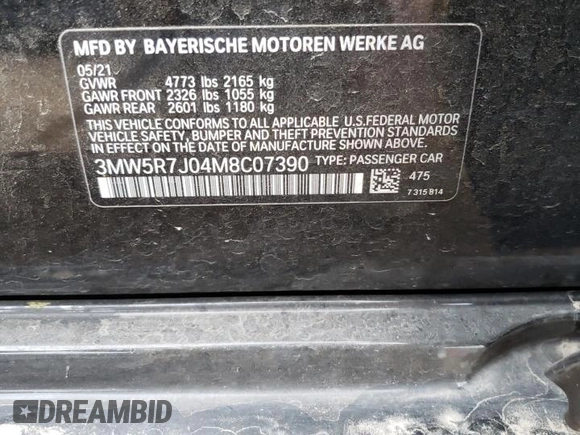 MFD BY BAYERISCHE MOTOREN WERKE AG
05/21
GVWR 4773 lbs 2165 kg
GAWR FRONT 2326 lbs 1055 kg
GAWR REAR 2601 lbs 1180 kg
THIS VEHICLE CONFORMS TO ALL APPLICABLE U.S.FEDERAL MOTOR
VEHICLE SAFETY, BUMPER AND THEFT PREVENTION STANDARDS
IN EFFECT ON THE DATE OF MANUFACTURE SHOWN ABOVE.
3MW5R7J04M8C07390 TYPE: PASSENGER CAR
475
7 315 814
DREAMBID